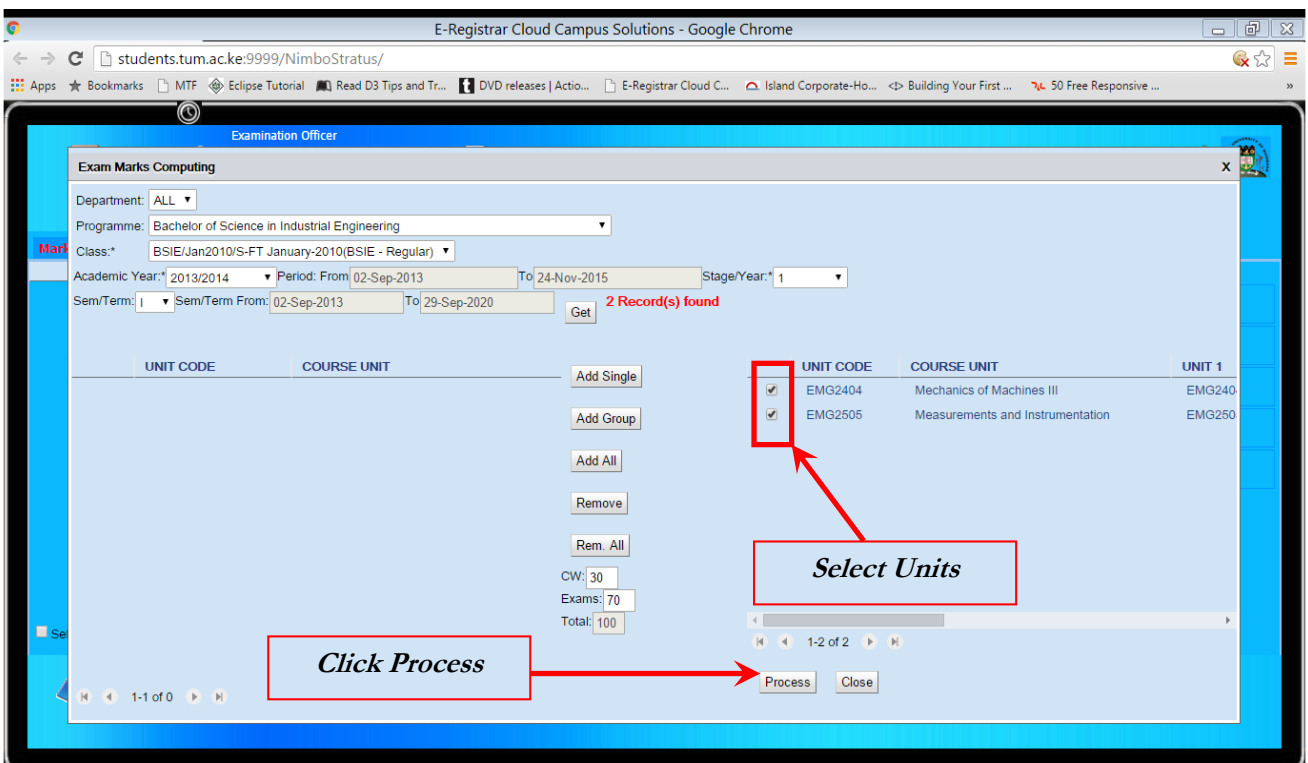 E-Registrar Cloud Campus Solutions - Google Chrome
students.tum.ac.ke:9999/NimboStratus/
Apps Bookmarks MTF Eclipse Tutorial Read D3 Tips and Tr... DVD releases | Actio... E-Registrar Cloud C... Island Corporate-Ho... Building Your First ... 50 Free Responsive ... »
Examination Officer
Exam Marks Computing x
Department: ALL
Programme: Bachelor of Science in Industrial Engineering
Mark
Class:* BSIE/Jan2010/S-FT January-2010(BSIE - Regular)
Academic Year:* 2013/2014 Period: From 02-Sep-2013 To 24-Nov-2015 Stage/Year:* 1
Sem/Term: I Sem/Term From: 02-Sep-2013 To 29-Sep-2020 Get 2 Record(s) found
UNIT CODE COURSE UNIT Add Single UNIT CODE COURSE UNIT UNIT 1
EMG2404 Mechanics of Machines III EMG240
Add Group EMG2505 Measurements and Instrumentation EMG250
Add All
Remove
Rem. All
Select Units
CW: 30
Exams: 70
Total: 100
Se
1-2 of 2
Click Process
Process Close
1-1 of 0